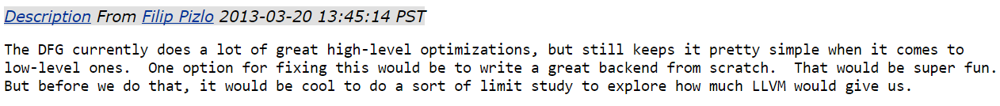 Description From Filip Pizlo 2013-03-20 13:45:14 PST
The DFG currently does a lot of great high-level optimizations, but still keeps it pretty simple when it comes to
low-level ones.  One option for fixing this would be to write a great backend from scratch.  That would be super fun.
But before we do that, it would be cool to do a sort of limit study to explore how much LLVM would give us.